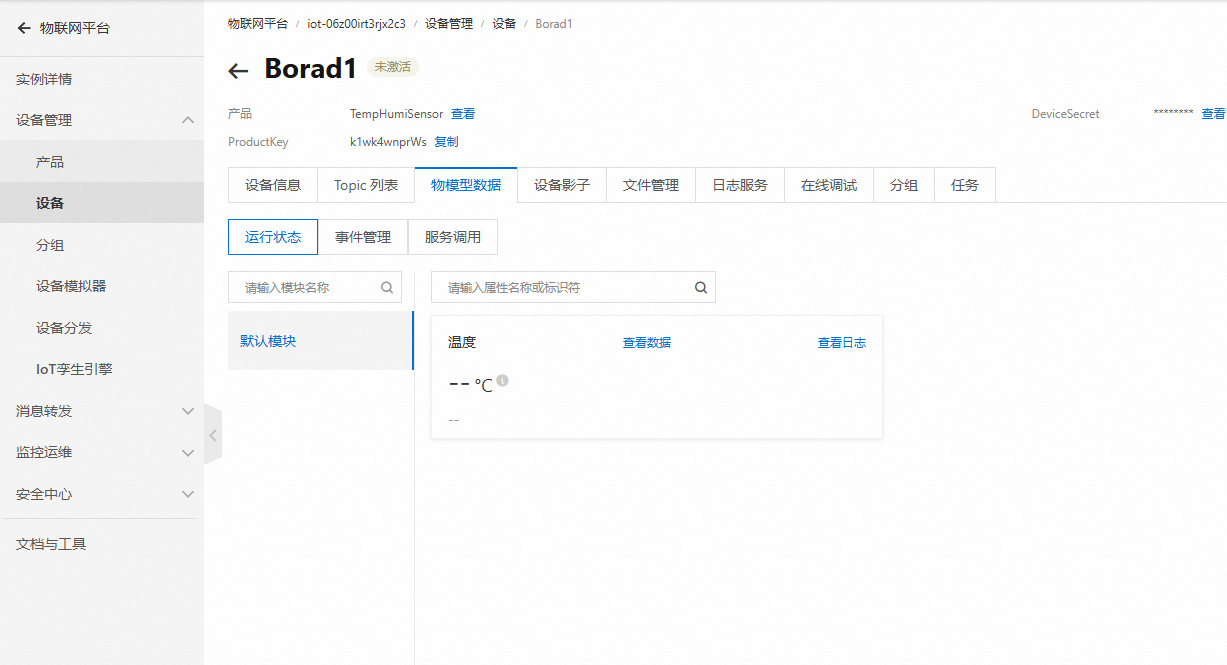 物联网平台
物联网平台 / iot-06z00irt3rjx2c3 / 设备管理 / 设备 / Borad1
Borad1 未激活
实例详情
设备管理
产品
设备
分组
设备模拟器
设备分发
IoT孪生引擎
消息转发
监控运维
安全中心
文档与工具
产品 TempHumiSensor 查看
DeviceSecret ******** 查看
ProductKey k1wk4wnprWs 复制
设备信息 Topic 列表 物模型数据 设备影子 文件管理 日志服务 在线调试 分组 任务
运行状态 事件管理 服务调用
请输入模块名称 请输入属性名称或标识符
默认模块
温度 查看数据 查看日志
-- °C
--